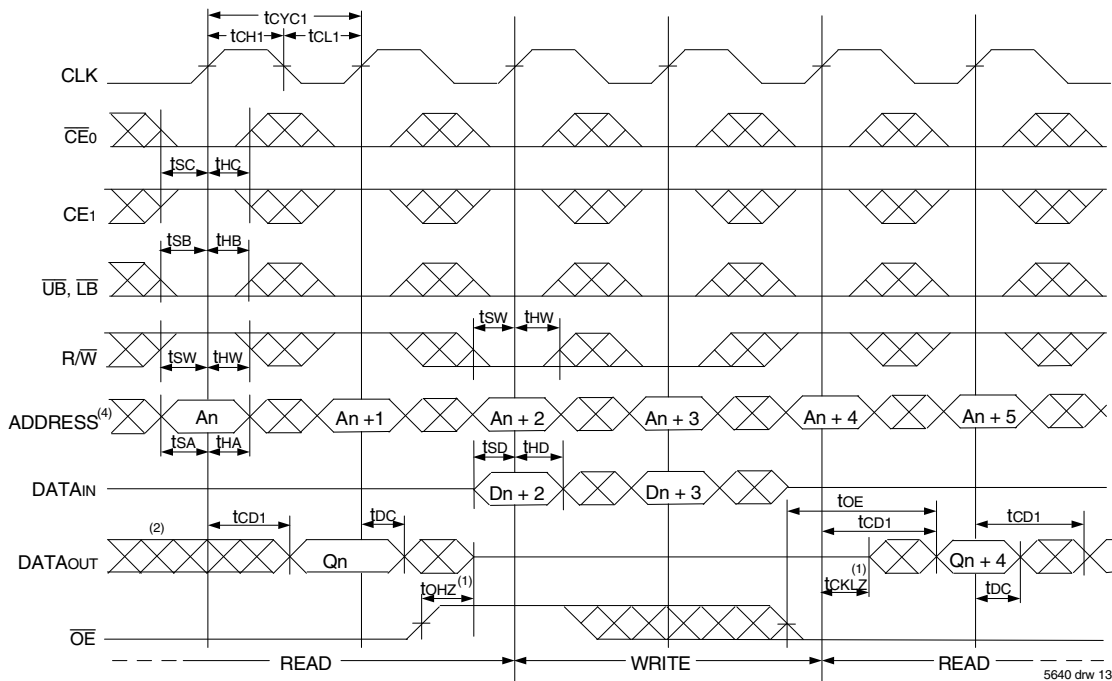 tCYC1
tCH1 tCL1
CLK
CE0
tSC tHC
CE1
tSB tHB
UB, LB
tSW tHW
R/W
tSW tHW
ADDRESS(4) An An +1 An + 2 An + 3 An + 4 An + 5
tSA tHA tSD tHD
DATAIN Dn + 2 Dn + 3
tOE
(2) tCD1 tDC tCD1 tCD1
DATAOUT Qn Qn + 4
tOHZ(1) tCKLZ(1) tDC
OE
READ WRITE READ
5640 drw 13